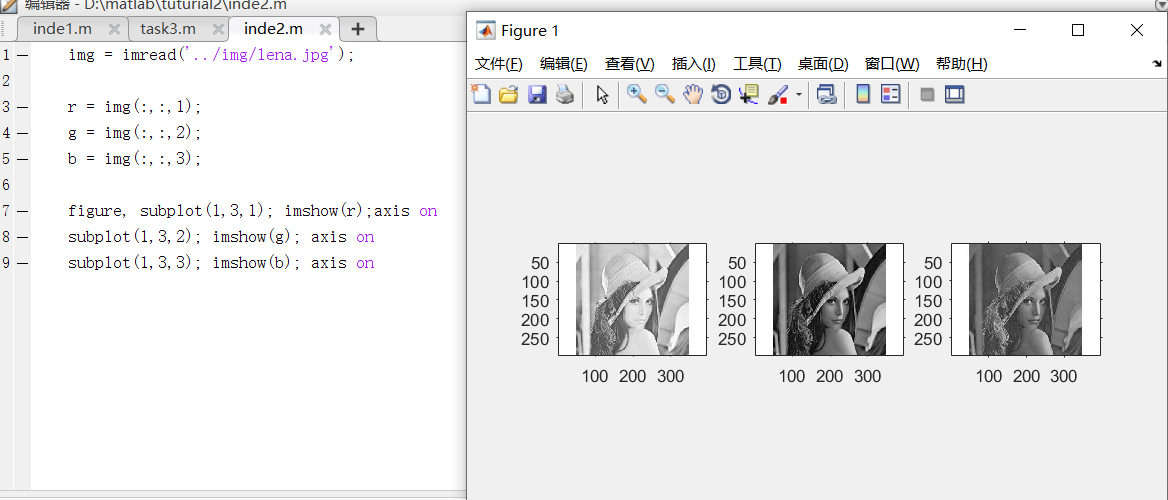 编辑器 - D:\matlab\tuturial2\inde2.m
inde1.m task3.m inde2.m
1 img = imread('../img/lena.jpg');
2
3 r = img(:,:,1);
4 g = img(:,:,2);
5 b = img(:,:,3);
6
7 figure, subplot(1,3,1); imshow(r);axis on
8 subplot(1,3,2); imshow(g); axis on
9 subplot(1,3,3); imshow(b); axis on
Figure 1
文件(F) 编辑(E) 查看(V) 插入(I) 工具(T) 桌面(D) 窗口(W) 帮助(H)
50 50 50
100 100 100
150 150 150
200 200 200
250 250 250
100 200 300 100 200 300 100 200 300